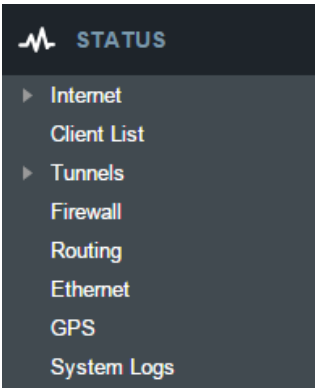 STATUS
Internet
Client List
Tunnels
Firewall
Routing
Ethernet
GPS
System Logs